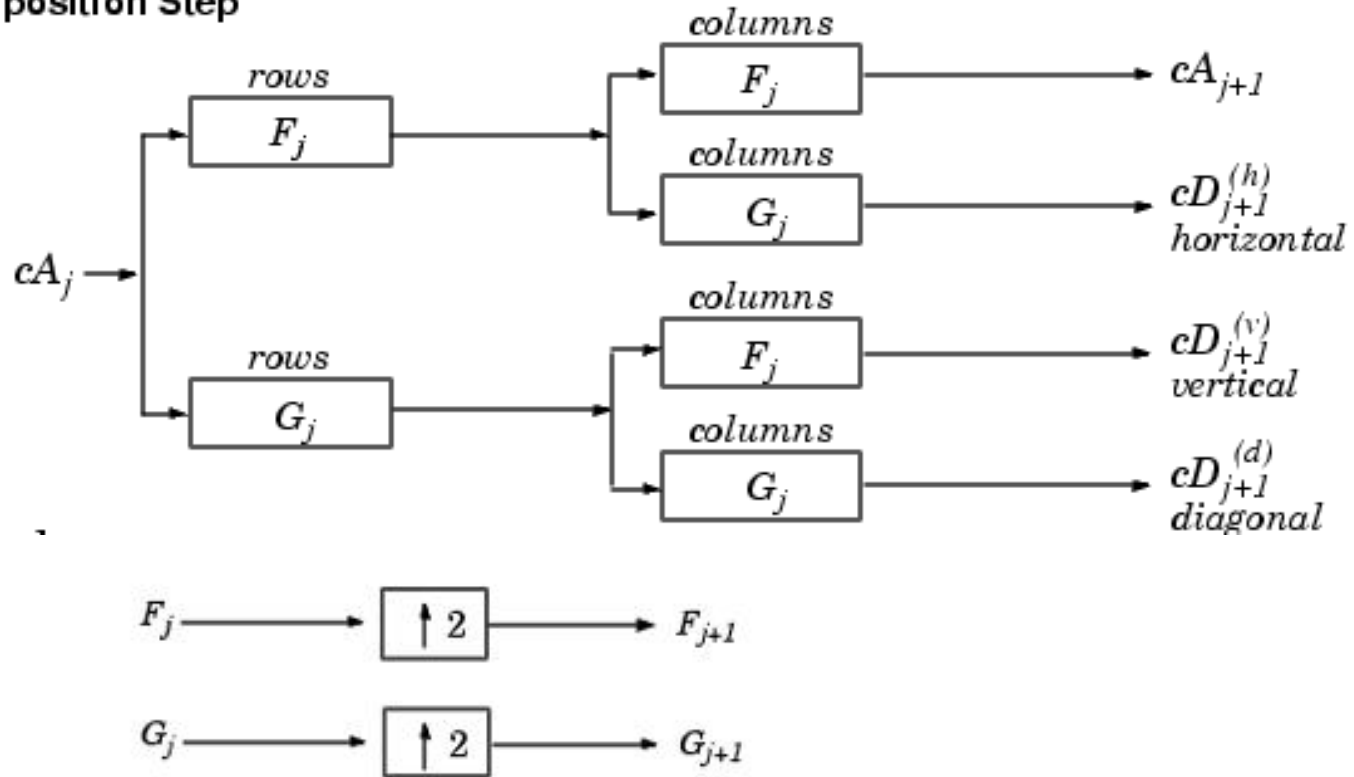 position Step
columns
rows
F_j
F_j
cA_{j+1}
columns
G_j
cD_{j+1}^{(h)}
horizontal
cA_j
columns
rows
F_j
cD_{j+1}^{(v)}
vertical
G_j
columns
G_j
cD_{j+1}^{(d)}
diagonal
F_j
↑ 2
F_{j+1}
G_j
↑ 2
G_{j+1}